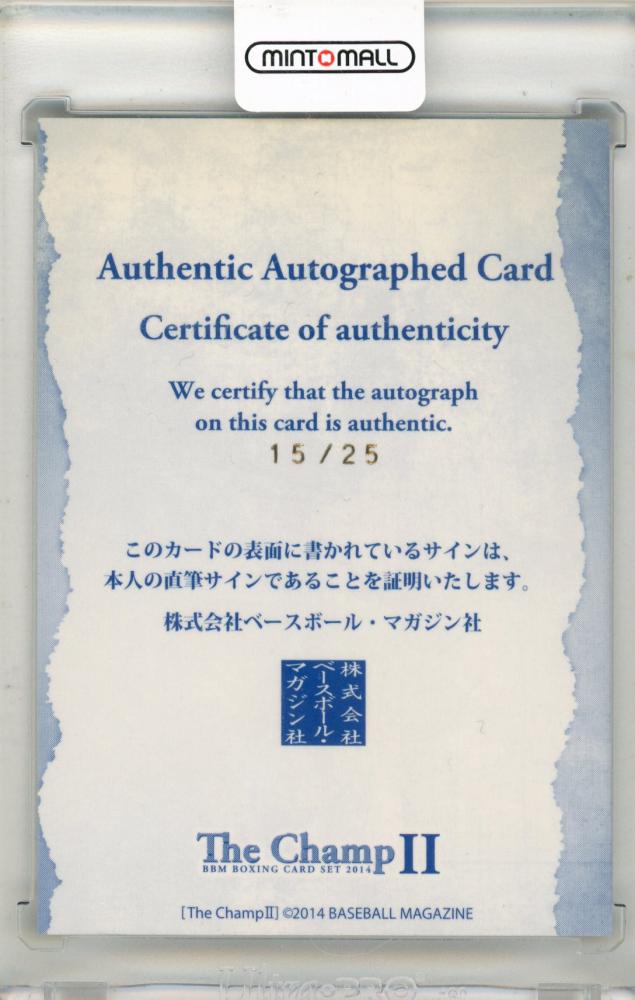 MINTMALL
Authentic Autographed Card
Certificate of authenticity
We certify that the autograph
on this card is authentic.
15/25
このカードの表面に書かれているサインは、
本人の直筆サインであることを証明いたします。
株式会社ベースボール・マガジン社
株式会社
ベースボール・
マガジン社
The Champ II
BBM BOXING CARD SET 2014
[The ChampⅡ] ©2014 BASEBALL MAGAZINE
Ultra PRO